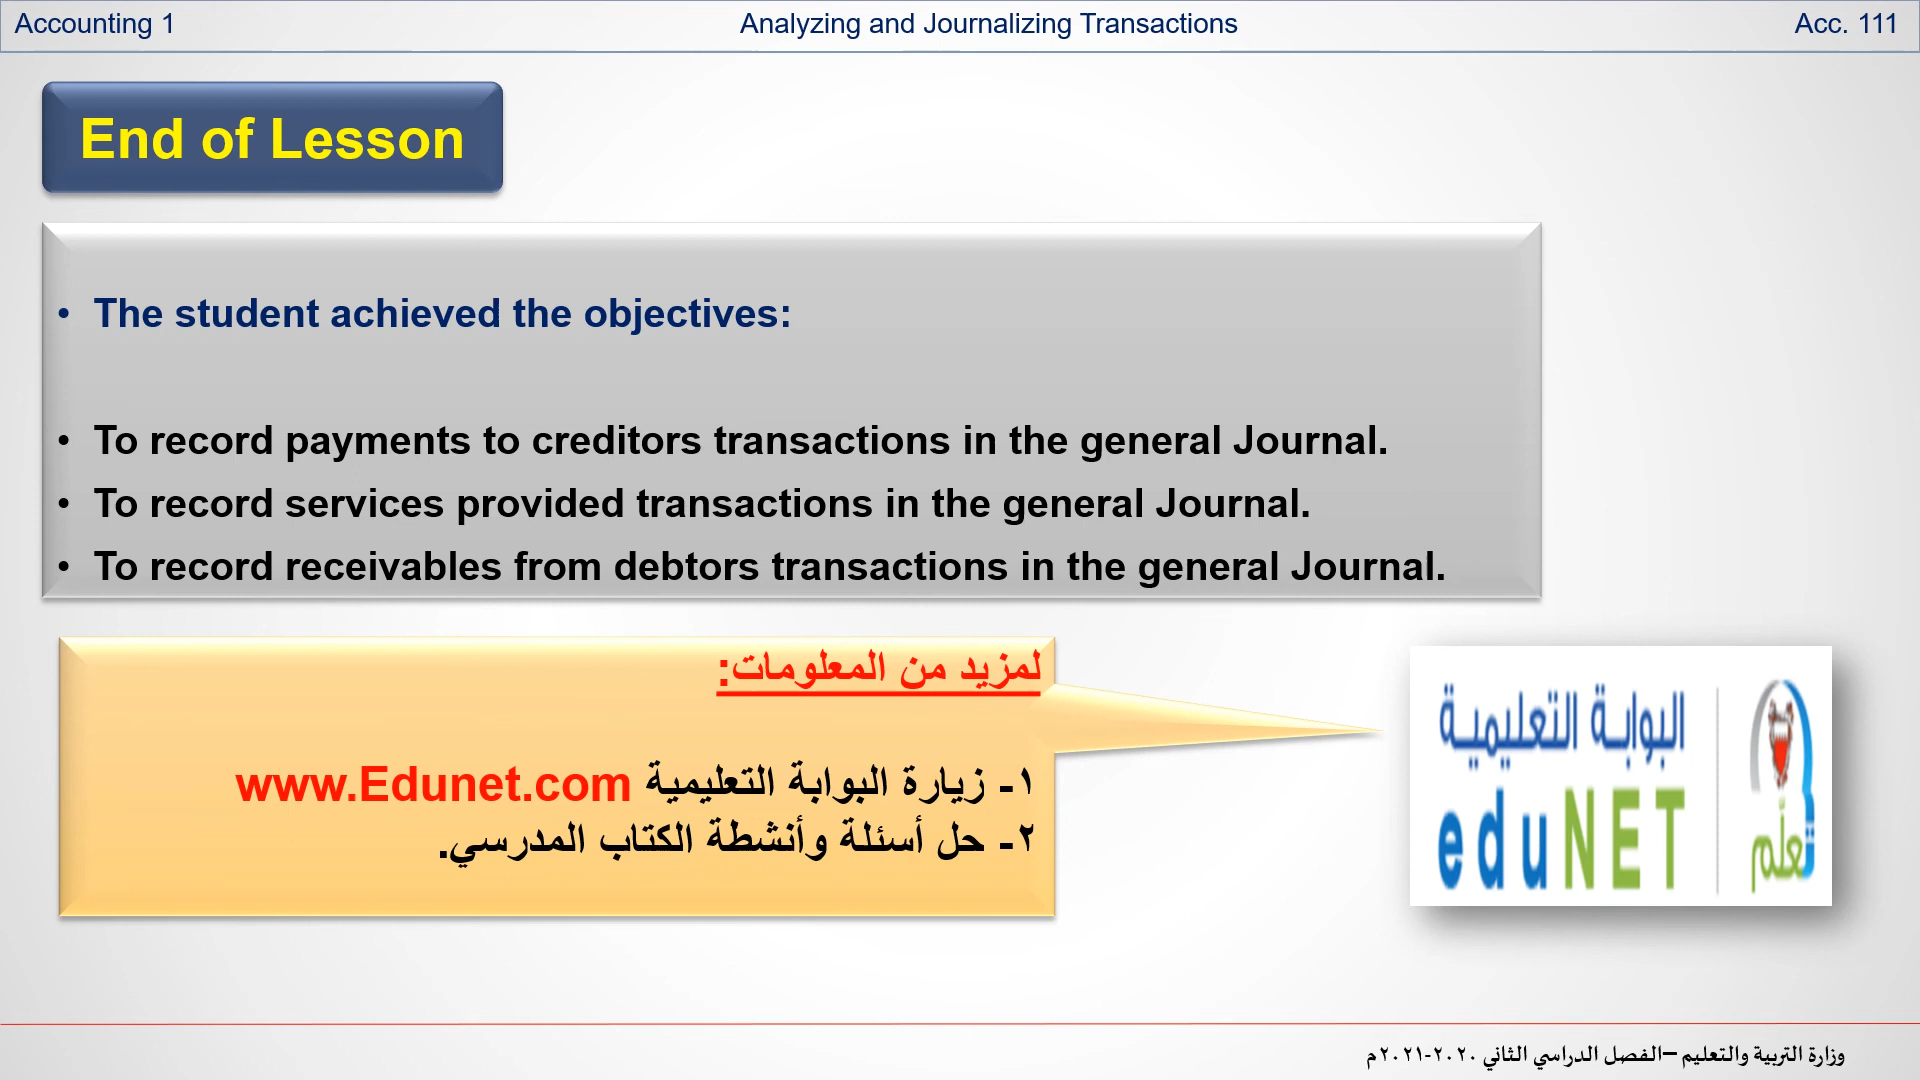 Accounting 1 Analyzing and Journalizing Transactions Acc. 111
End of Lesson
• The student achieved the objectives:
• To record payments to creditors transactions in the general Journal.
• To record services provided transactions in the general Journal.
• To record receivables from debtors transactions in the general Journal.
لمزيد من المعلومات:
١- زيارة البوابة التعليمية www.Edunet.com
٢- حل أسئلة وأنشطة الكتاب المدرسي.
البوابة التعليمية
eduNET
تعلّم
وزارة التربية والتعليم –الفصل الدراسي الثاني ٢٠٢٠-٢٠٢١م